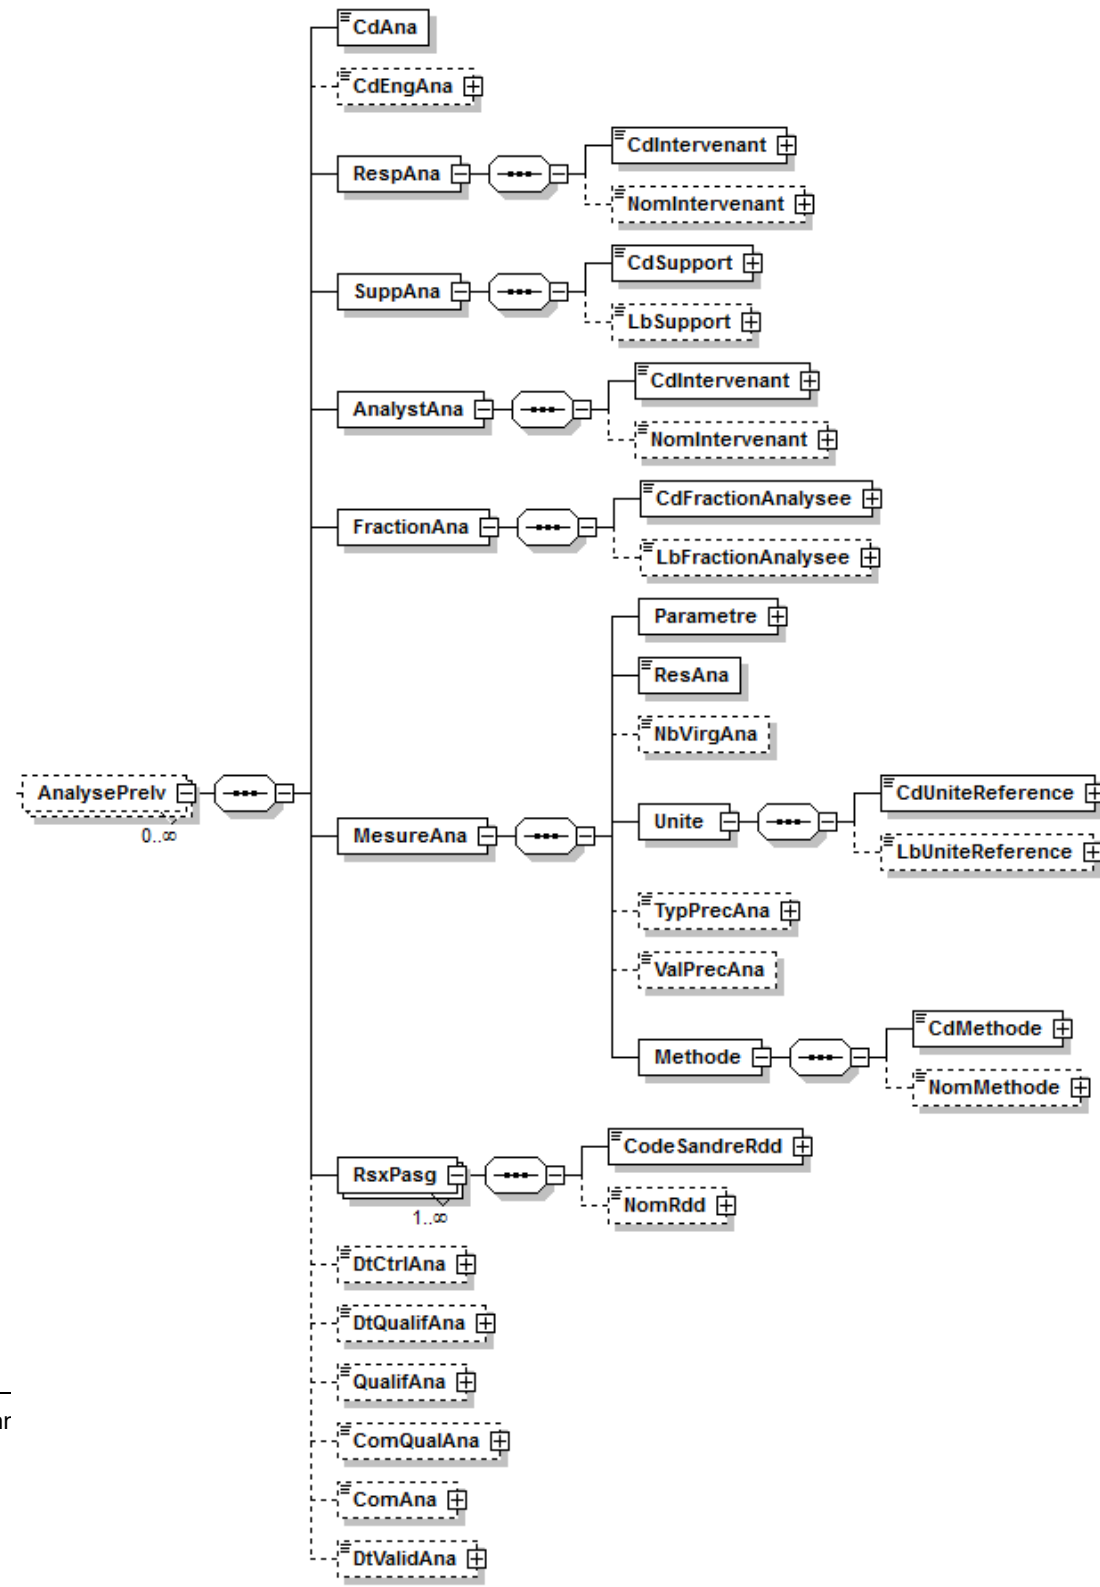 CdAna
CdEngAna
RespAna
CdIntervenant
NomIntervenant
SuppAna
CdSupport
LbSupport
AnalystAna
CdIntervenant
NomIntervenant
FractionAna
CdFractionAnalysee
LbFractionAnalysee
AnalysePrelv
0..∞
MesureAna
Parametre
ResAna
NbVirgAna
Unite
CdUniteReference
LbUniteReference
TypPrecAna
ValPrecAna
Methode
CdMethode
NomMethode
RsxPasg
1..∞
CodeSandreRdd
NomRdd
DtCtrlAna
DtQualifAna
QualifAna
ComQualAna
ComAna
DtValidAna